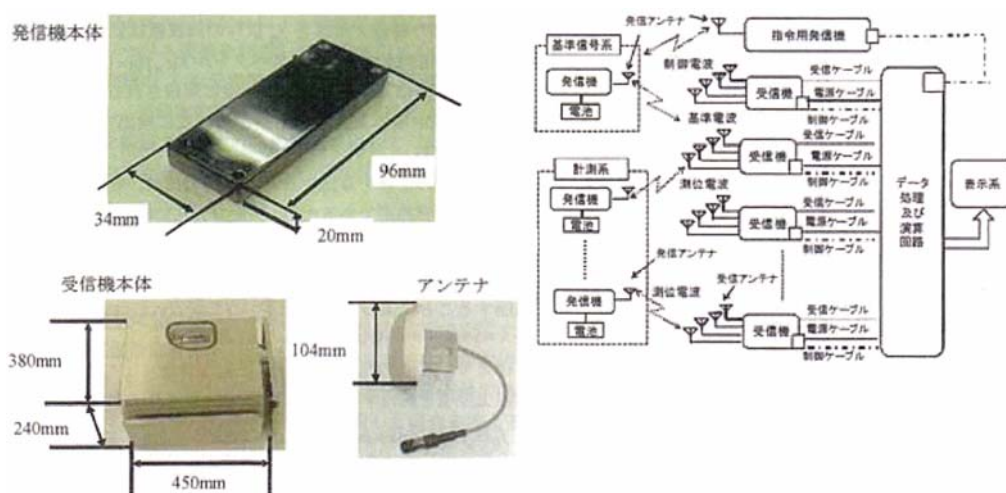 発信機本体
96mm
34mm
20mm
受信機本体
380mm
240mm
450mm
アンテナ
104mm
発信アンテナ
指令用発信機
基準信号系
制御電波
発信機
電池
基準電波
受信機
受信ケーブル
電源ケーブル
制御ケーブル
計測系
発信機
電池
測位電波
受信機
受信ケーブル
電源ケーブル
制御ケーブル
受信機
受信ケーブル
電源ケーブル
制御ケーブル
発信アンテナ
受信アンテナ
発信機
電池
測位電波
受信機
受信ケーブル
電源ケーブル
制御ケーブル
データ
処理
及び
演算
回路
表示系